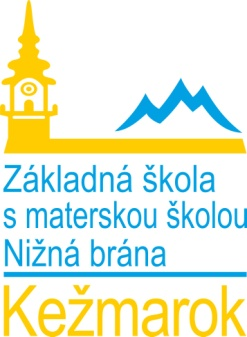 Základná škola
s materskou školou
Nižná brána
Kežmarok